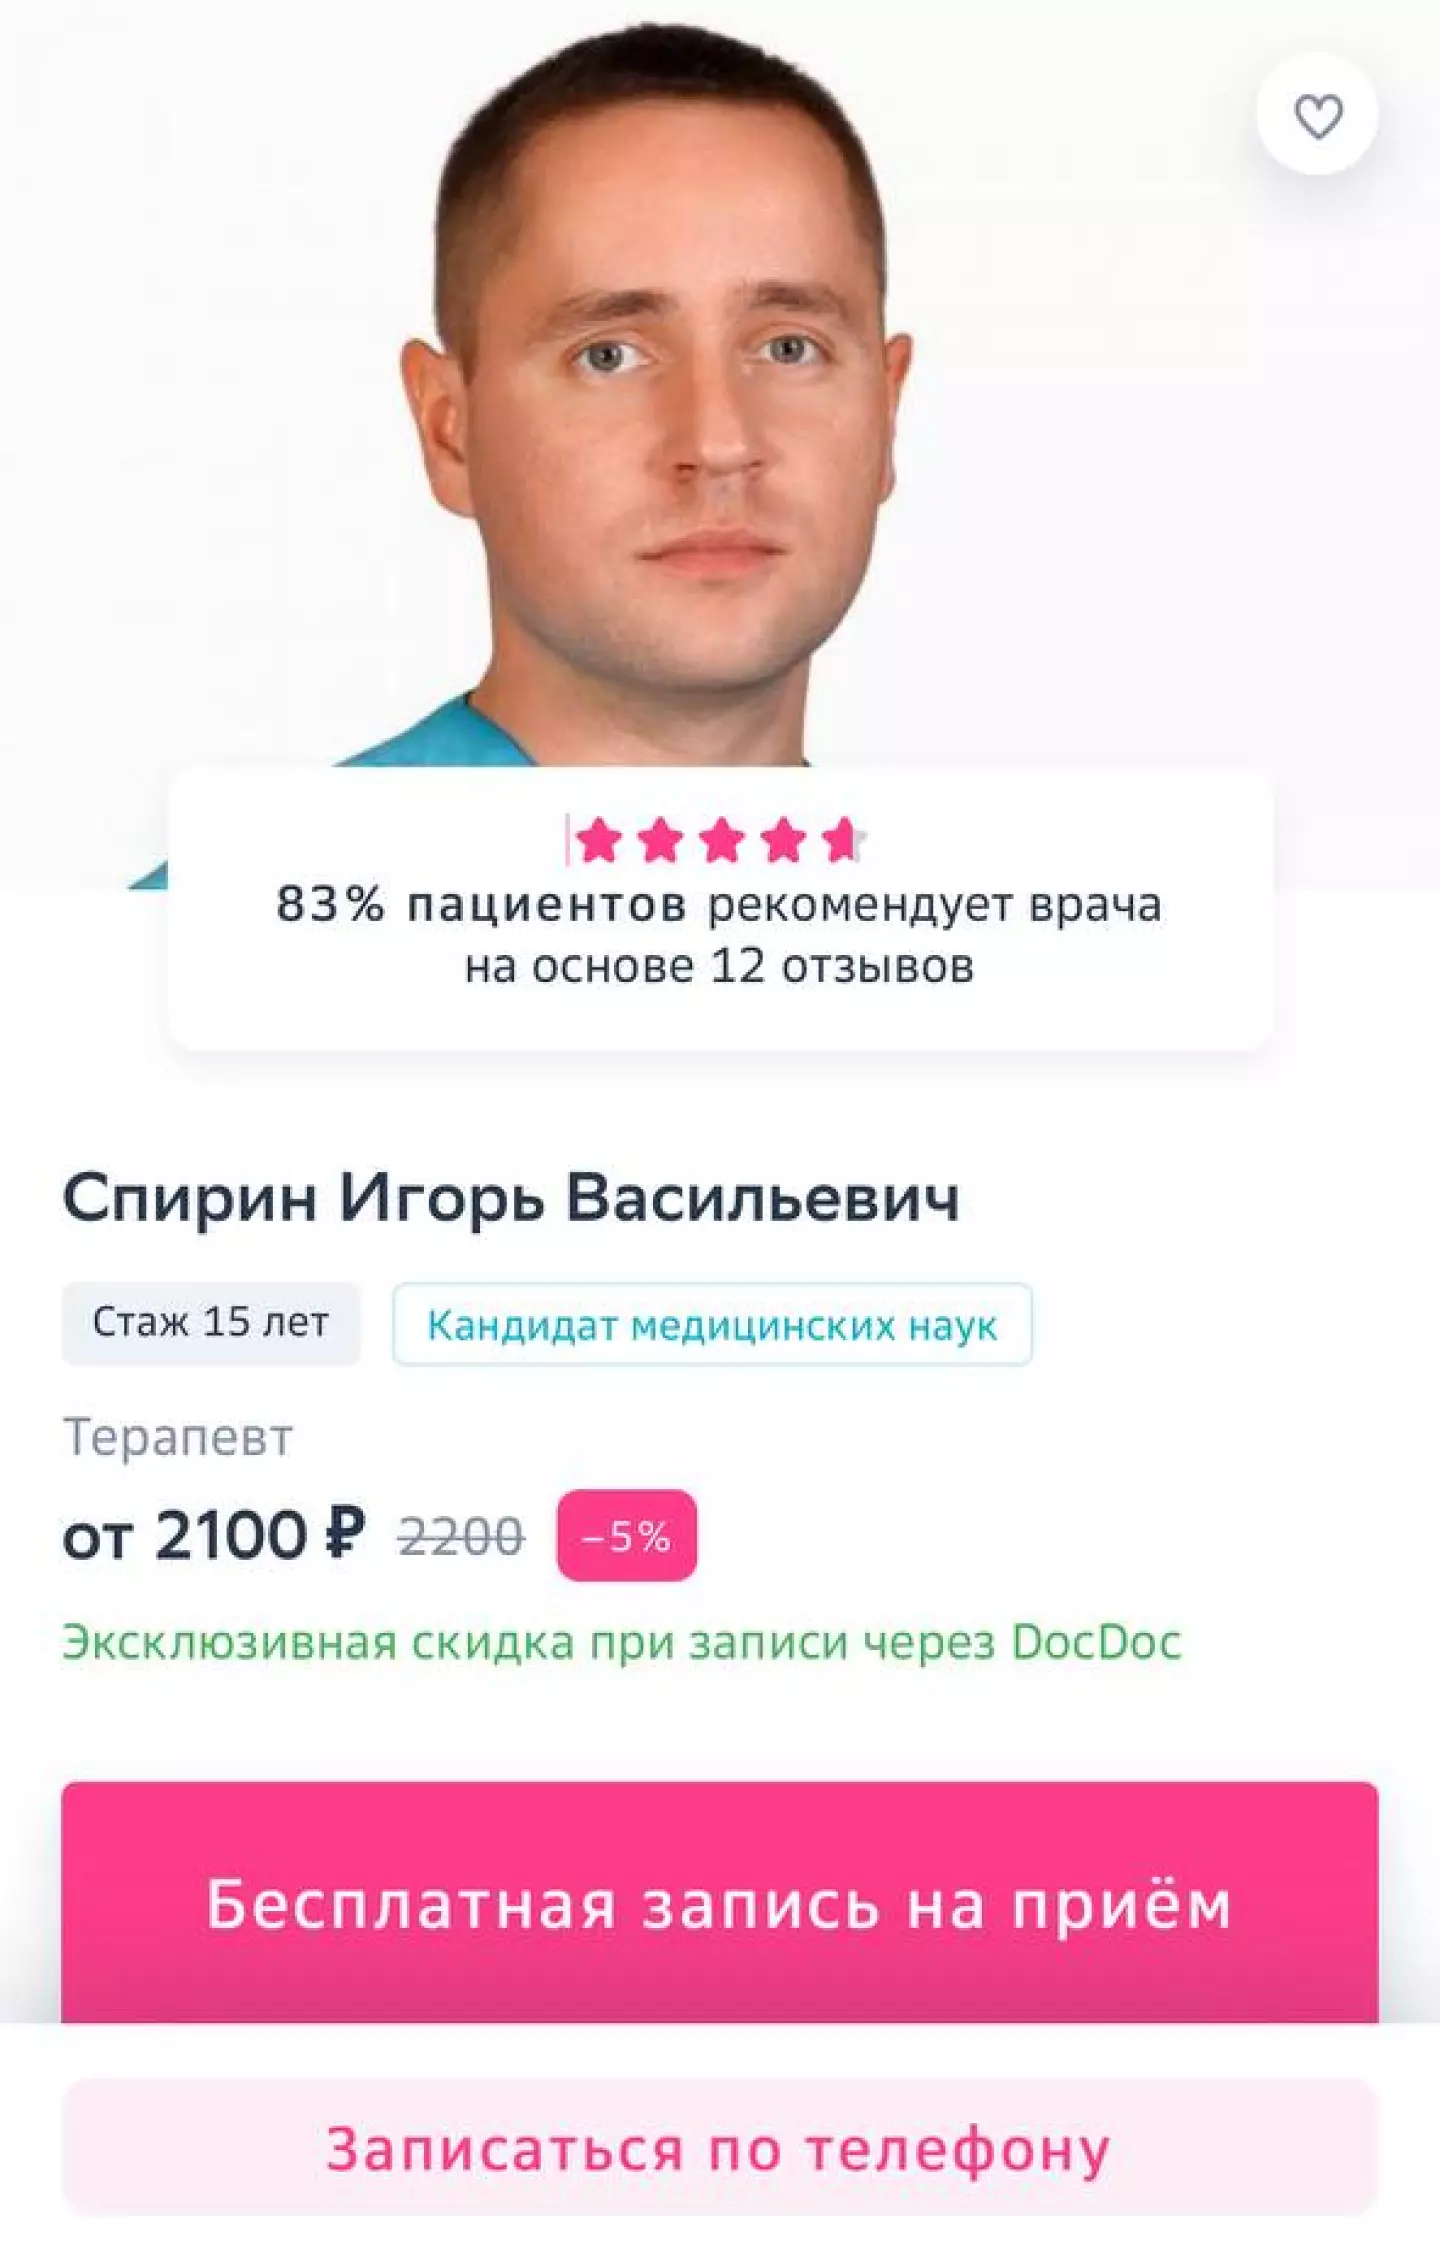 83% пациентов рекомендует врача
на основе 12 отзывов
Спирин Игорь Васильевич
Стаж 15 лет
Кандидат медицинских наук
Терапевт
от 2100 ₽ 2200 –5%
Эксклюзивная скидка при записи через DocDoc
Бесплатная запись на приём
Записаться по телефону